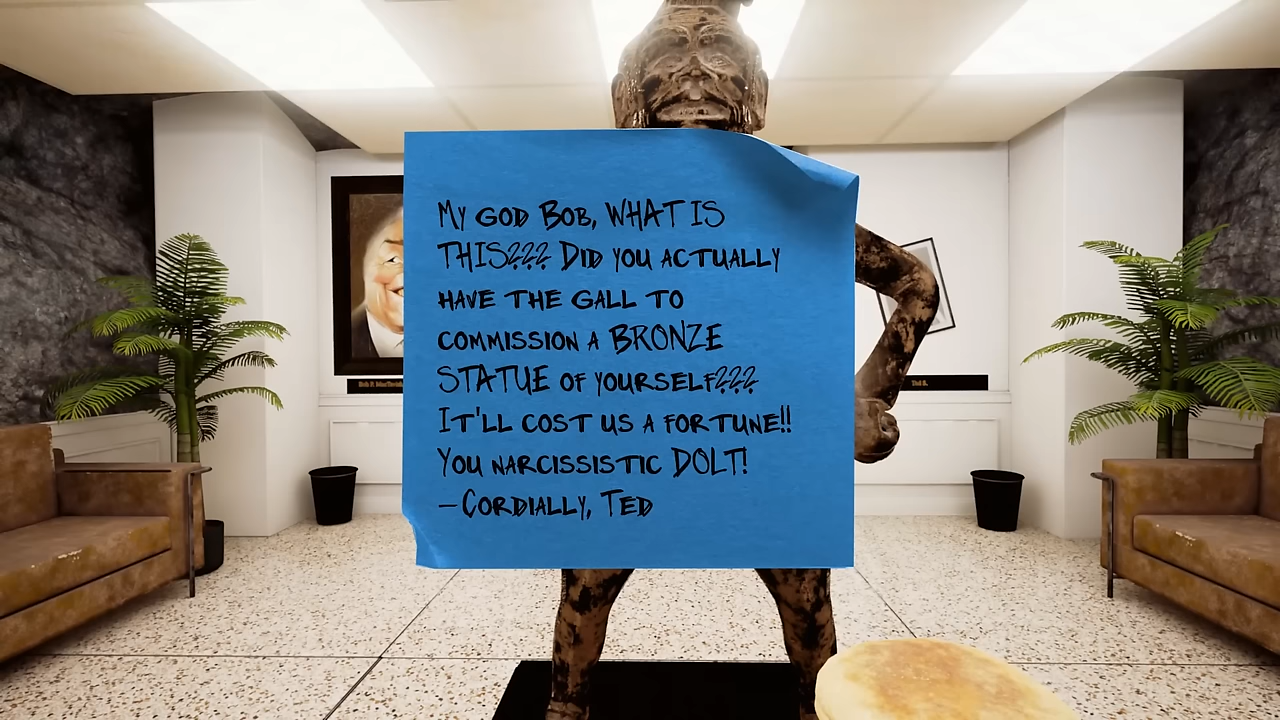 My God Bob, WHAT IS
THIS??? Did you actually
have the gall to
commission a BRONZE
STATUE of yourself???
It'll cost us a fortune!!
You narcissistic DOLT!
-Cordially, Ted